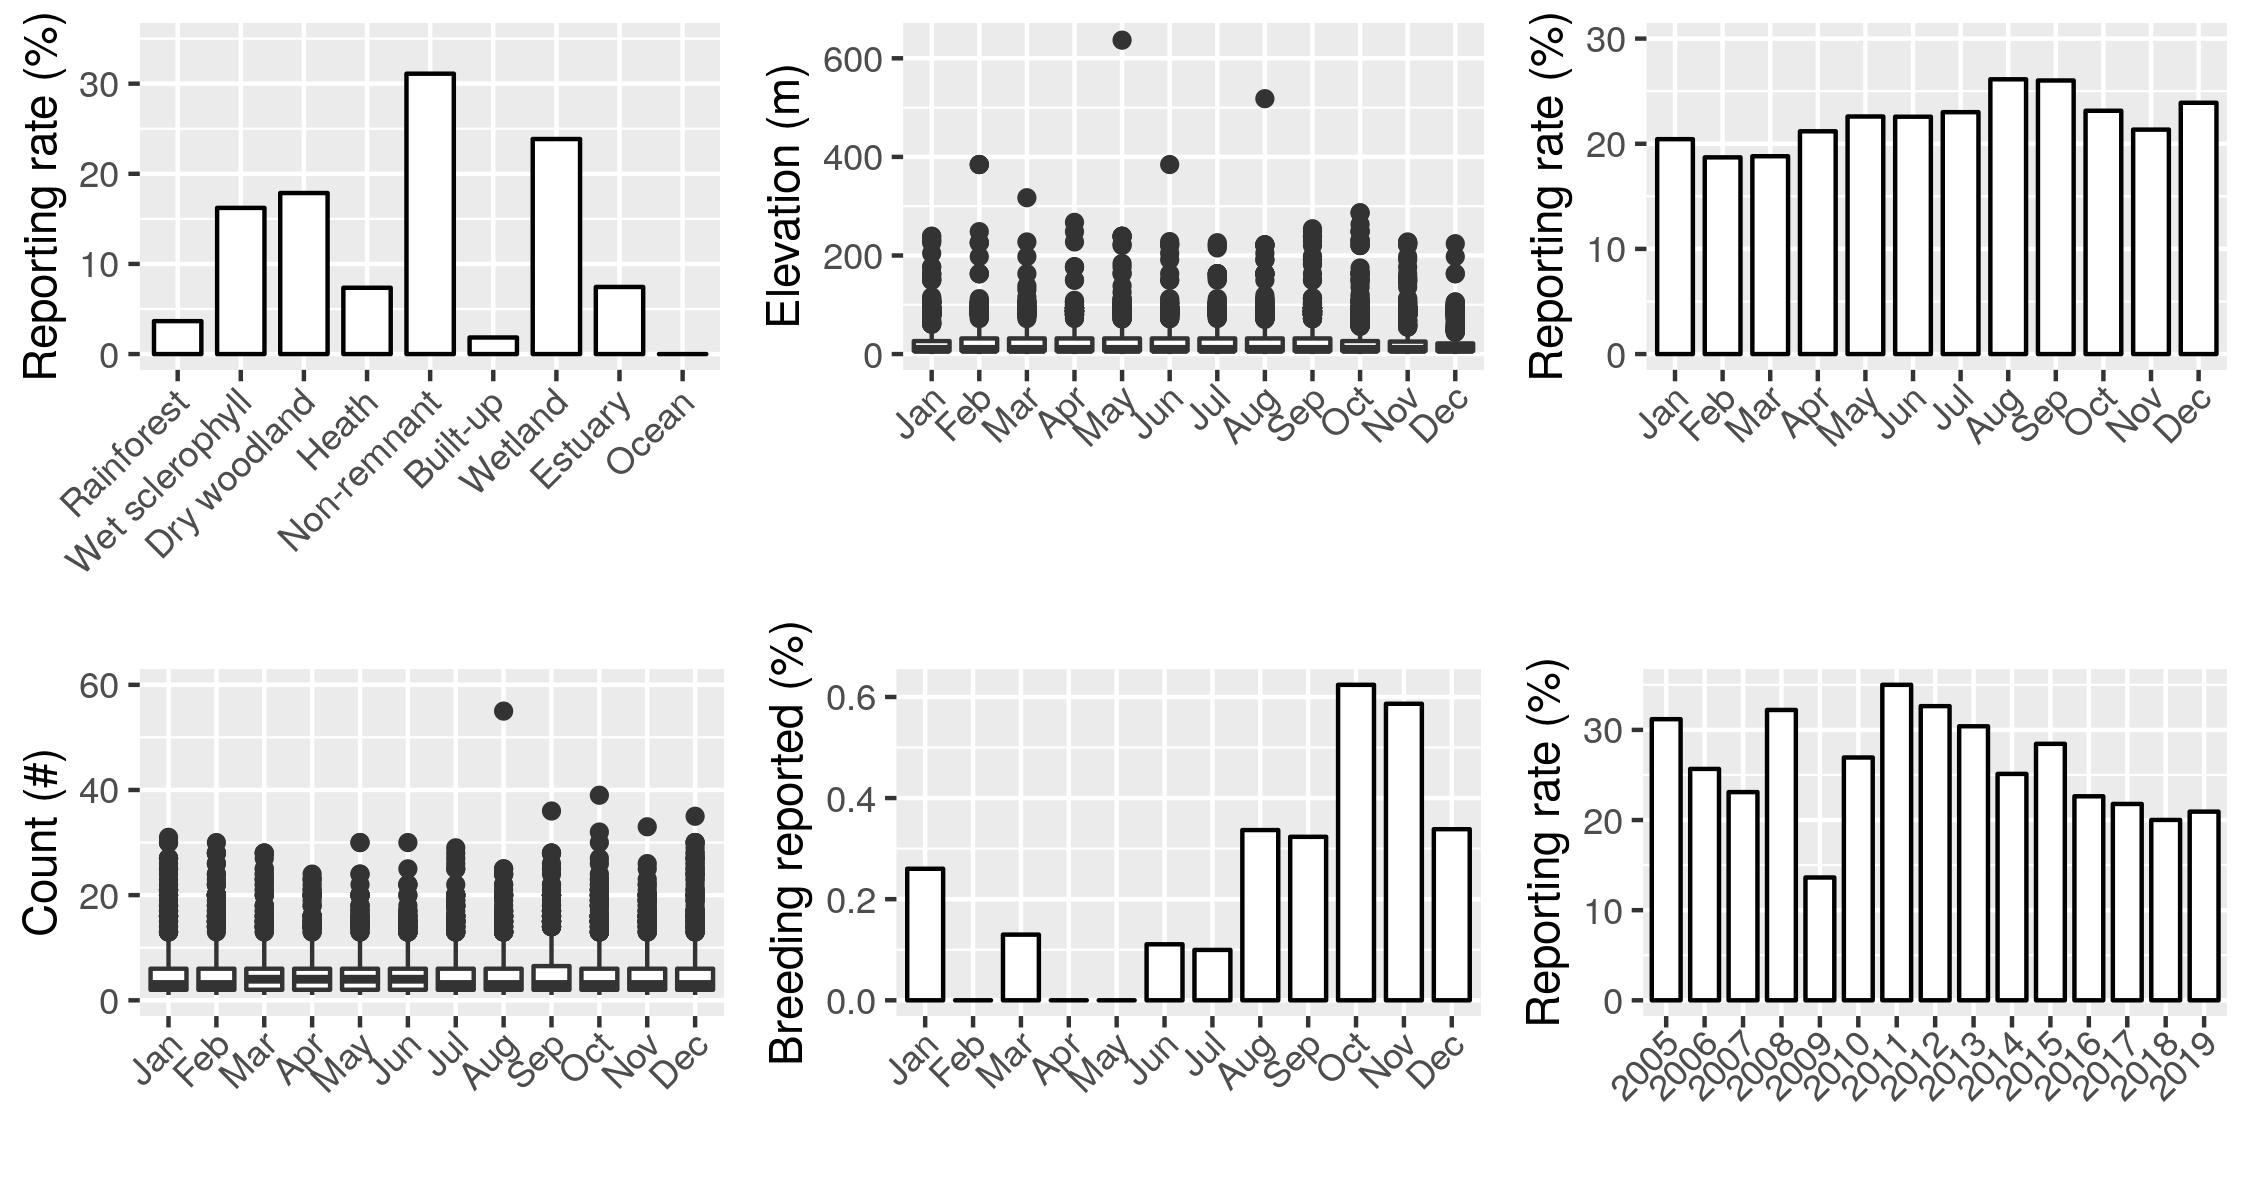 Reporting rate (%)
30
20
10
0
Rainforest
Wet sclerophyll
Dry woodland
Heath
Non-remnant
Built-up
Wetland
Estuary
Ocean
Elevation (m)
600
400
200
0
Jan
Feb
Mar
Apr
May
Jun
Jul
Aug
Sep
Oct
Nov
Dec
Reporting rate (%)
30
20
10
0
Jan
Feb
Mar
Apr
May
Jun
Jul
Aug
Sep
Oct
Nov
Dec
Count (#)
60
40
20
0
Jan
Feb
Mar
Apr
May
Jun
Jul
Aug
Sep
Oct
Nov
Dec
Breeding reported (%)
0.6
0.4
0.2
0.0
Jan
Feb
Mar
Apr
May
Jun
Jul
Aug
Sep
Oct
Nov
Dec
Reporting rate (%)
30
20
10
0
2005
2006
2007
2008
2009
2010
2011
2012
2013
2014
2015
2016
2017
2018
2019